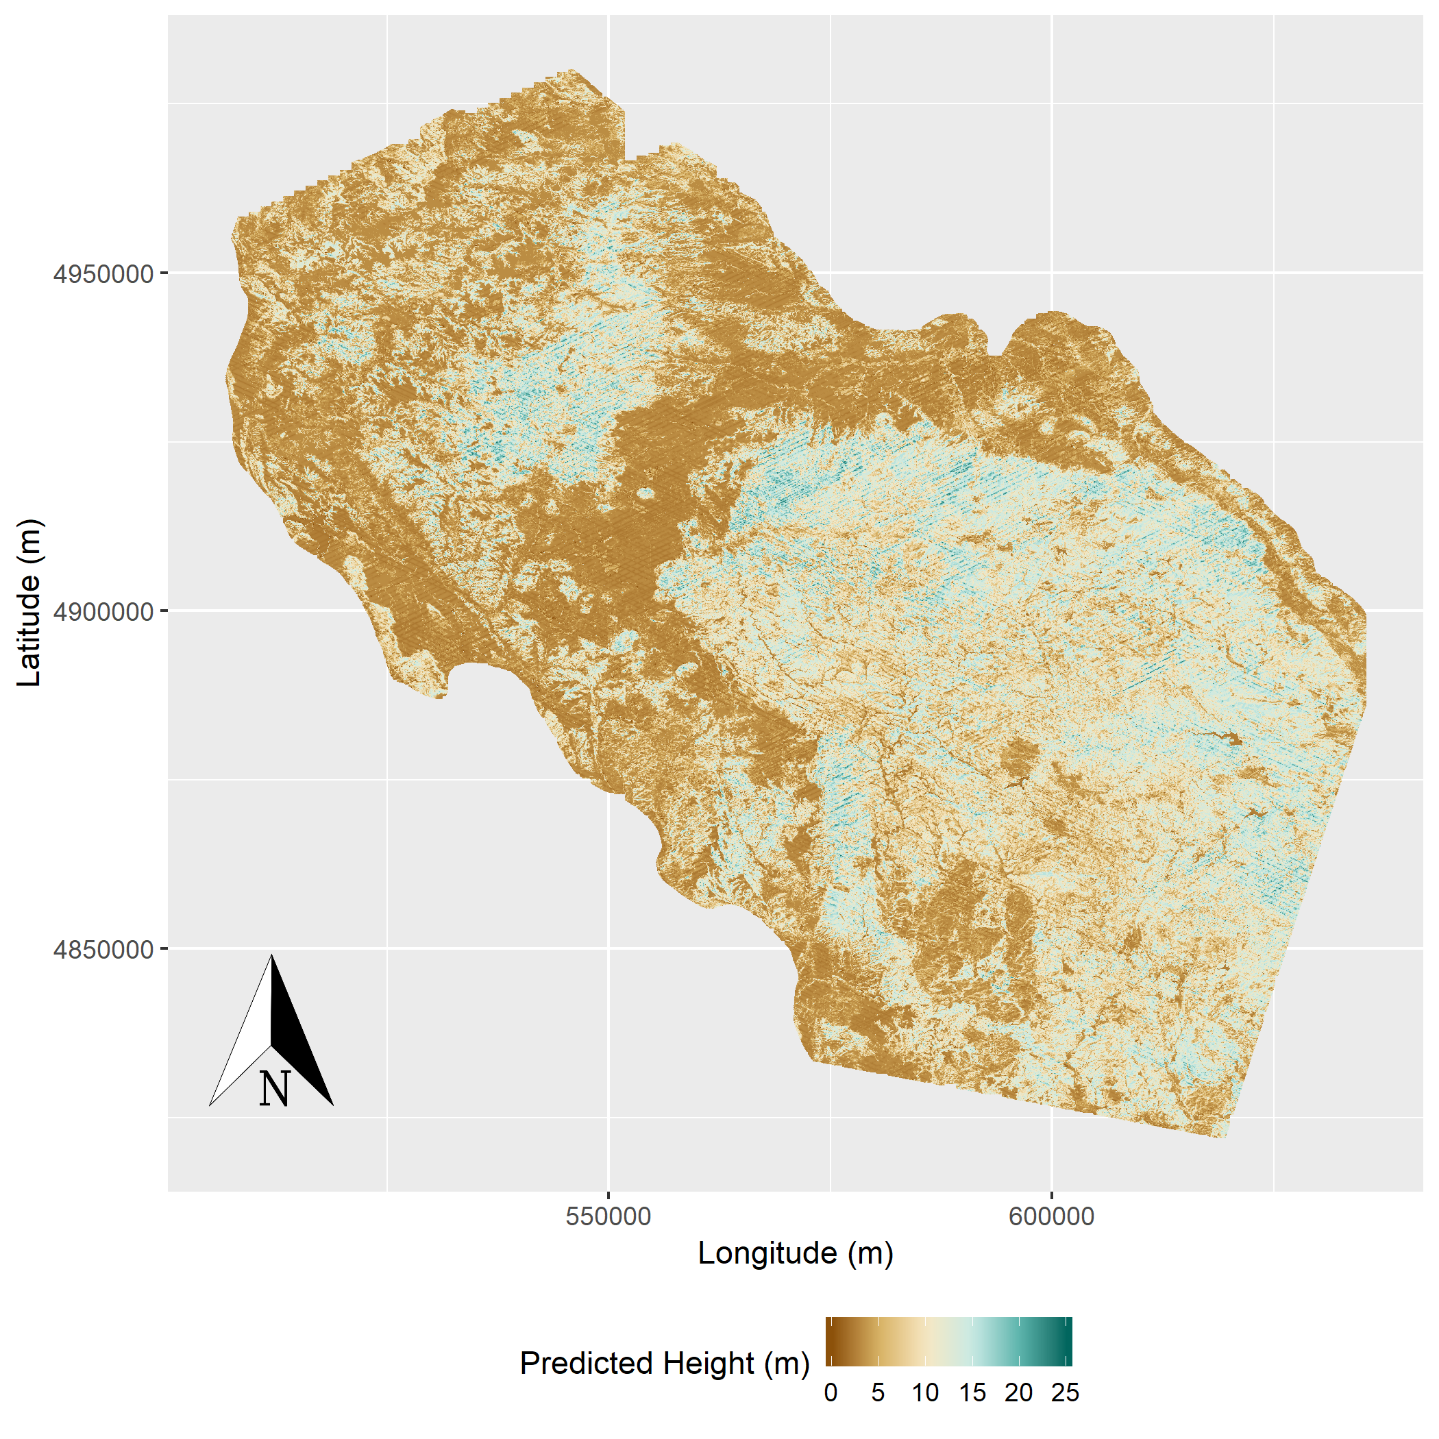 Latitude (m)
4950000
4900000
4850000
N
550000 600000
Longitude (m)
Predicted Height (m)
0 5 10 15 20 25